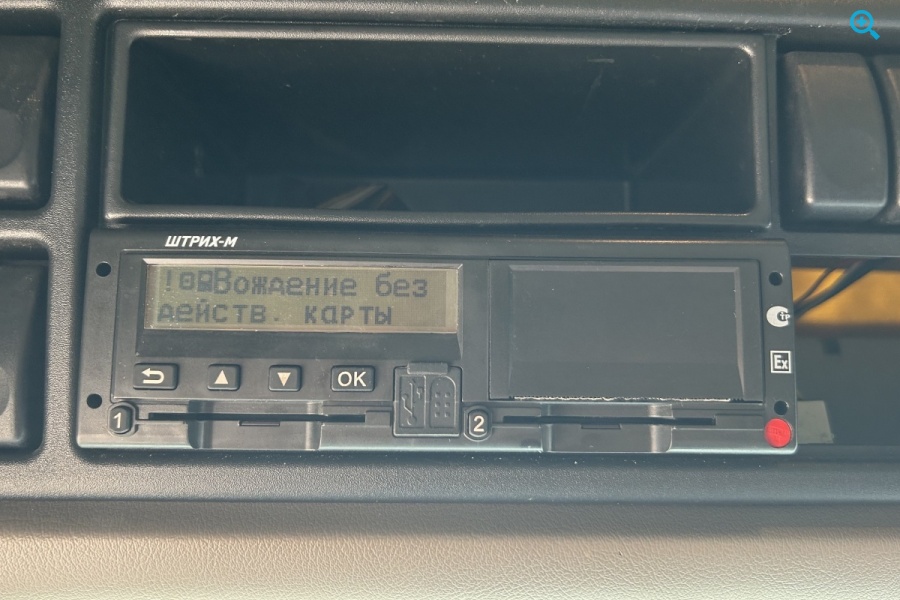 ШТРИХ-М
!Вождение без
действ. карты
OK
1
2
Ex